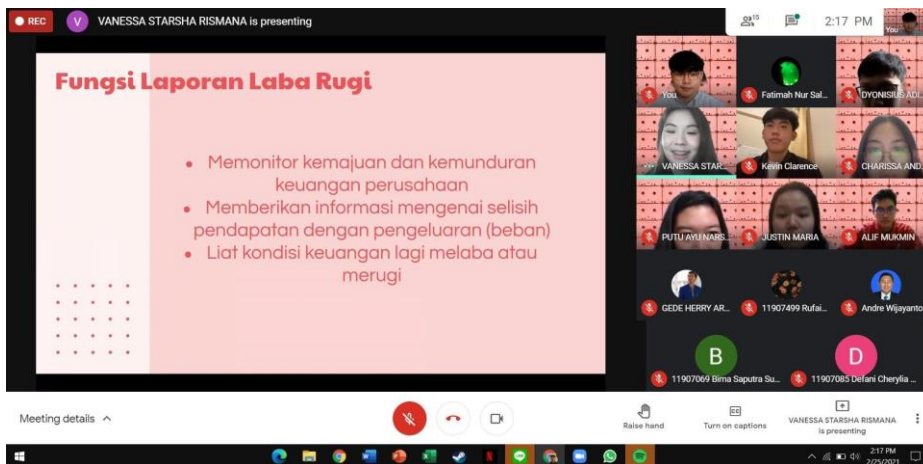 REC
V
VANESSA STARSHA RISMANA is presenting
15
2:17 PM
You
Fungsi Laporan Laba Rugi
• Memonitor kemajuan dan kemunduran
keuangan perusahaan
• Memberikan informasi mengenai selisih
pendapatan dengan pengeluaran (beban)
• Liat kondisi keuangan lagi melaba atau
merugi
You
Fatimah Nur Sal...
DYONISIUS ADI...
VANESSA STAR...
Kevin Clarence
CHARISSA AND...
PUTU AYU NARS...
JUSTIN MARIA
ALIF MUKMIN
GEDE HERRY AR...
11907499 Rufai...
Andre Wijayanto
B
D
11907069 Bima Saputra Su...
11907085 Defani Cherylia ...
Meeting details
Raise hand
CC
Turn on captions
VANESSA STARSHA RISMANA
is presenting
2:17 PM
2/25/2021